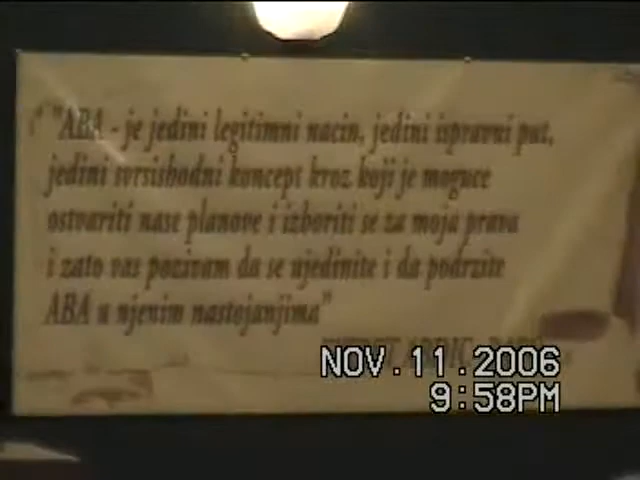 "ABA - je jedini legitimni nacin, jedini ispravni put,
jedini svrsishodni koncept kroz koji je moguce
ostvariti nase planove i izboriti se za moja prava
i zato vas pozivam da se ujedinite i da podrzite
ABA u njenim nastojanjima"
ABDIC
NOV.11.2006
9:58PM